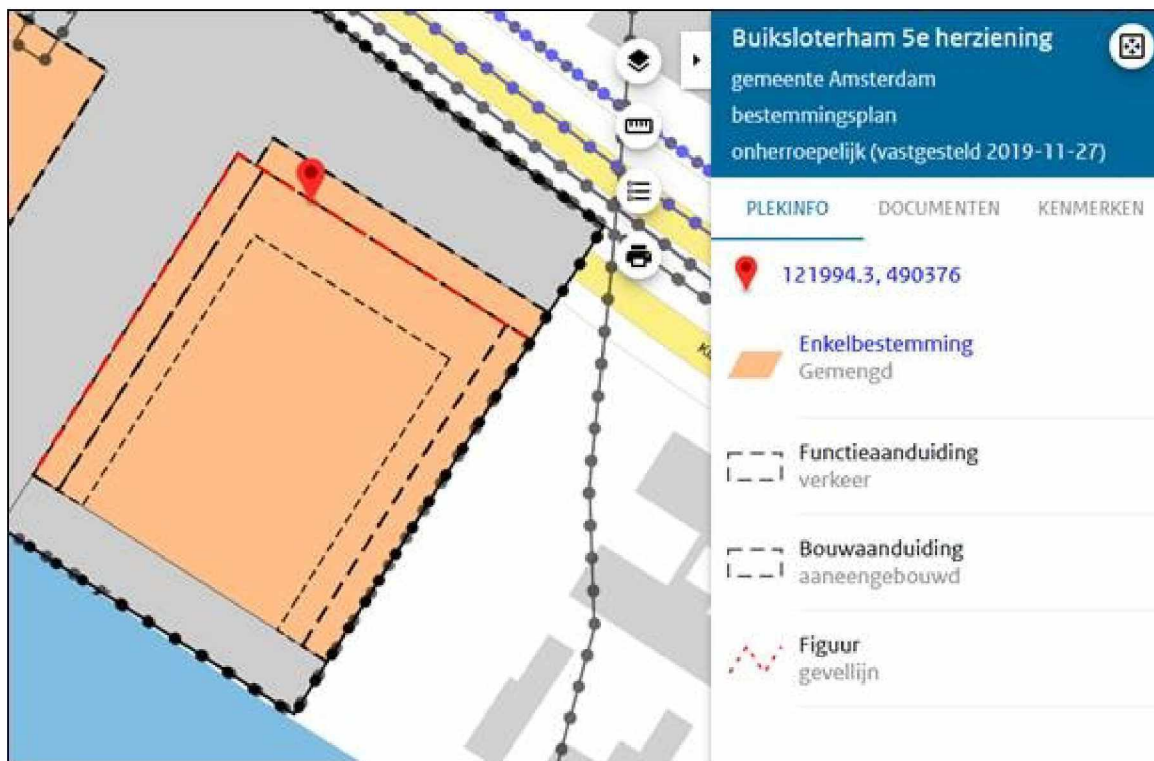 Buiksloterham 5e herziening
gemeente Amsterdam
bestemmingsplan
onherroepelijk (vastgesteld 2019-11-27)
PLEKINFO DOCUMENTEN KENMERKEN
121994.3, 490376
Enkelbestemming
Gemengd
Functieaanduiding
verkeer
Bouwaanduiding
aaneengebouwd
Figuur
gevellijn